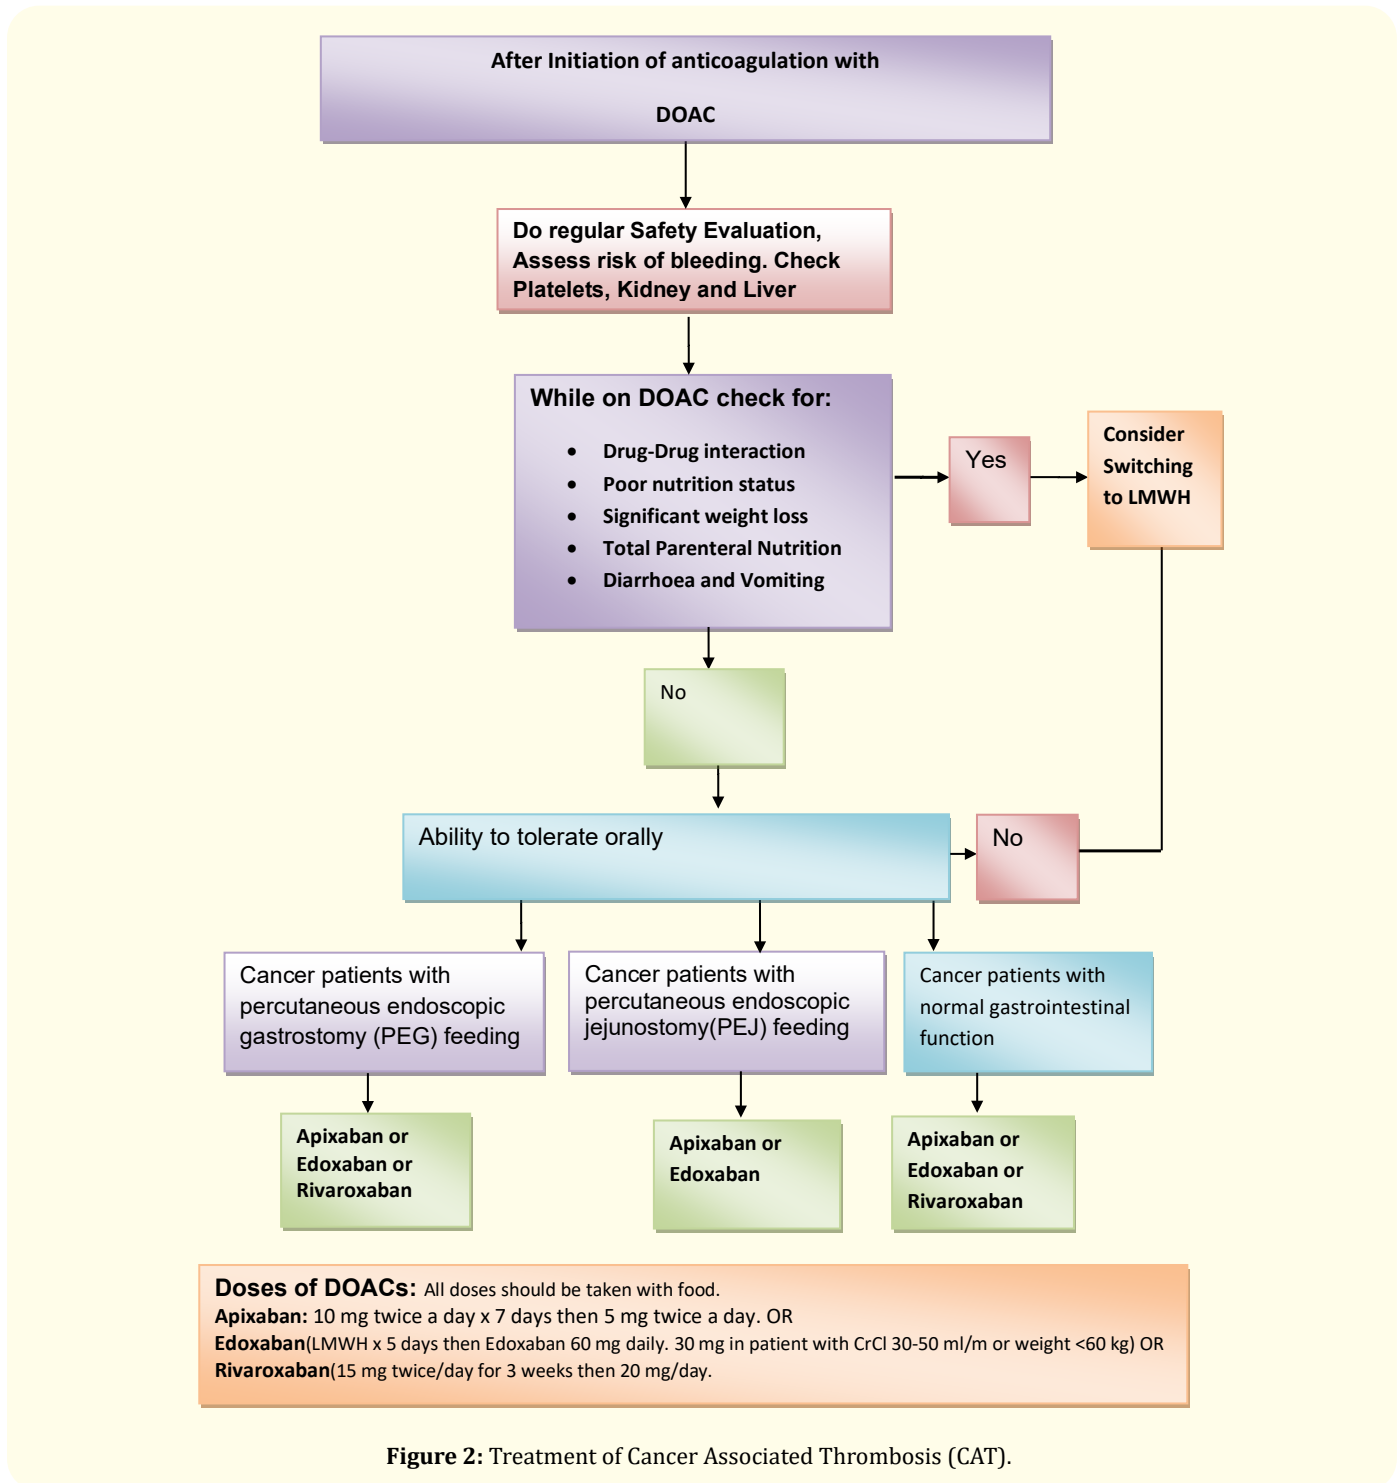 After Initiation of anticoagulation with
DOAC
Do regular Safety Evaluation,
Assess risk of bleeding. Check
Platelets, Kidney and Liver
While on DOAC check for:
• Drug-Drug interaction
• Poor nutrition status
• Significant weight loss
• Total Parenteral Nutrition
• Diarrhoea and Vomiting
Yes
Consider
Switching
to LMWH
No
Ability to tolerate orally
No
Cancer patients with
percutaneous endoscopic
gastrostomy (PEG) feeding
Cancer patients with
percutaneous endoscopic
jejunostomy(PEJ) feeding
Cancer patients with
normal gastrointestinal
function
Apixaban or
Edoxaban or
Rivaroxaban
Apixaban or
Edoxaban
Apixaban or
Edoxaban or
Rivaroxaban
Doses of DOACs: All doses should be taken with food.
Apixaban: 10 mg twice a day x 7 days then 5 mg twice a day. OR
Edoxaban(LMWH x 5 days then Edoxaban 60 mg daily. 30 mg in patient with CrCl 30-50 ml/m or weight <60 kg) OR
Rivaroxaban(15 mg twice/day for 3 weeks then 20 mg/day.
Figure 2: Treatment of Cancer Associated Thrombosis (CAT).